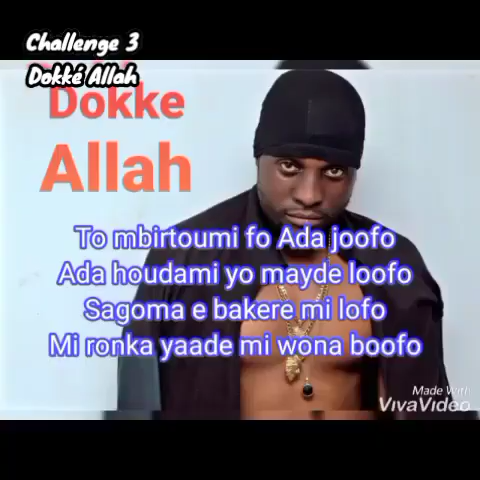 Challenge 3
Dokké Allah
Dokke
Allah
To mbirtoumi fo Ada joofo
Ada houdami yo mayde loofo
Sagoma e bakere mi lofo
Mi ronka yaade mi wona boofo
Made With
VivaVideo